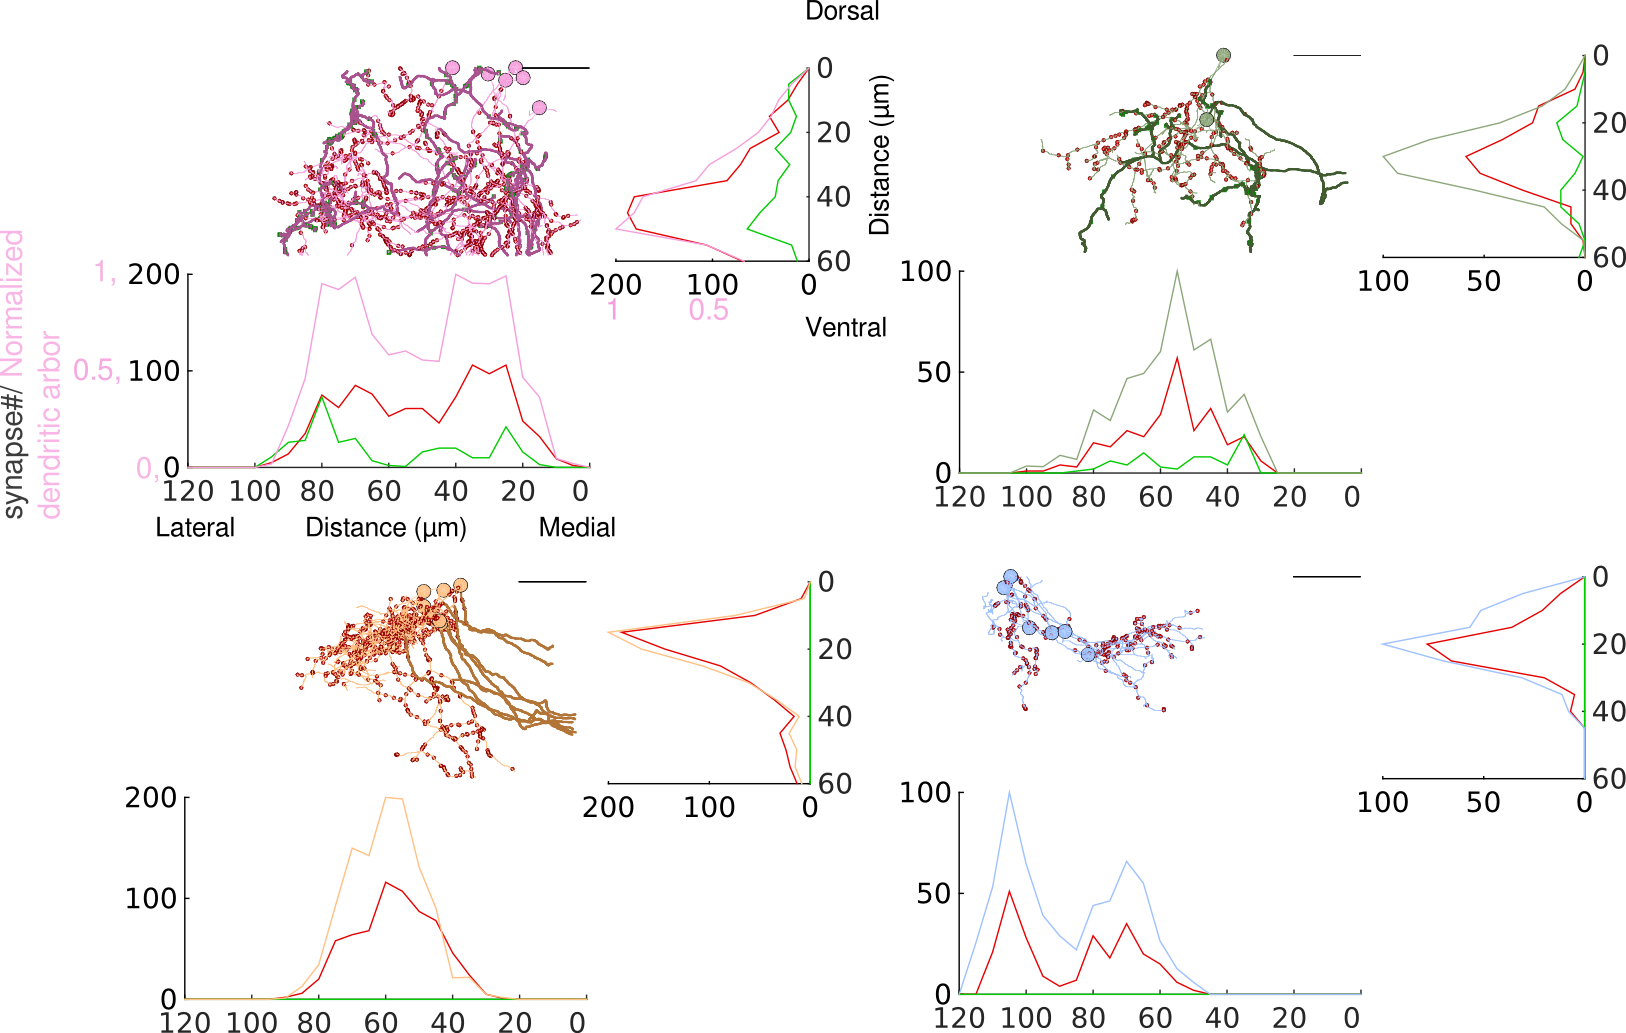 Dorsal
0
20
40
60
200 100 0
1 0.5
Distance (µm)
0
20
40
60
100 50 0
Ventral
synapse#/ Normalized
dendritic arbor
1, 200
0.5, 100
0, 0
120 100 80 60 40 20 0
Lateral Distance (µm) Medial
100
50
0
120 100 80 60 40 20 0
0
20
40
60
200 100 0
0
20
40
60
100 50 0
200
100
0
120 100 80 60 40 20 0
100
50
0
120 100 80 60 40 20 0